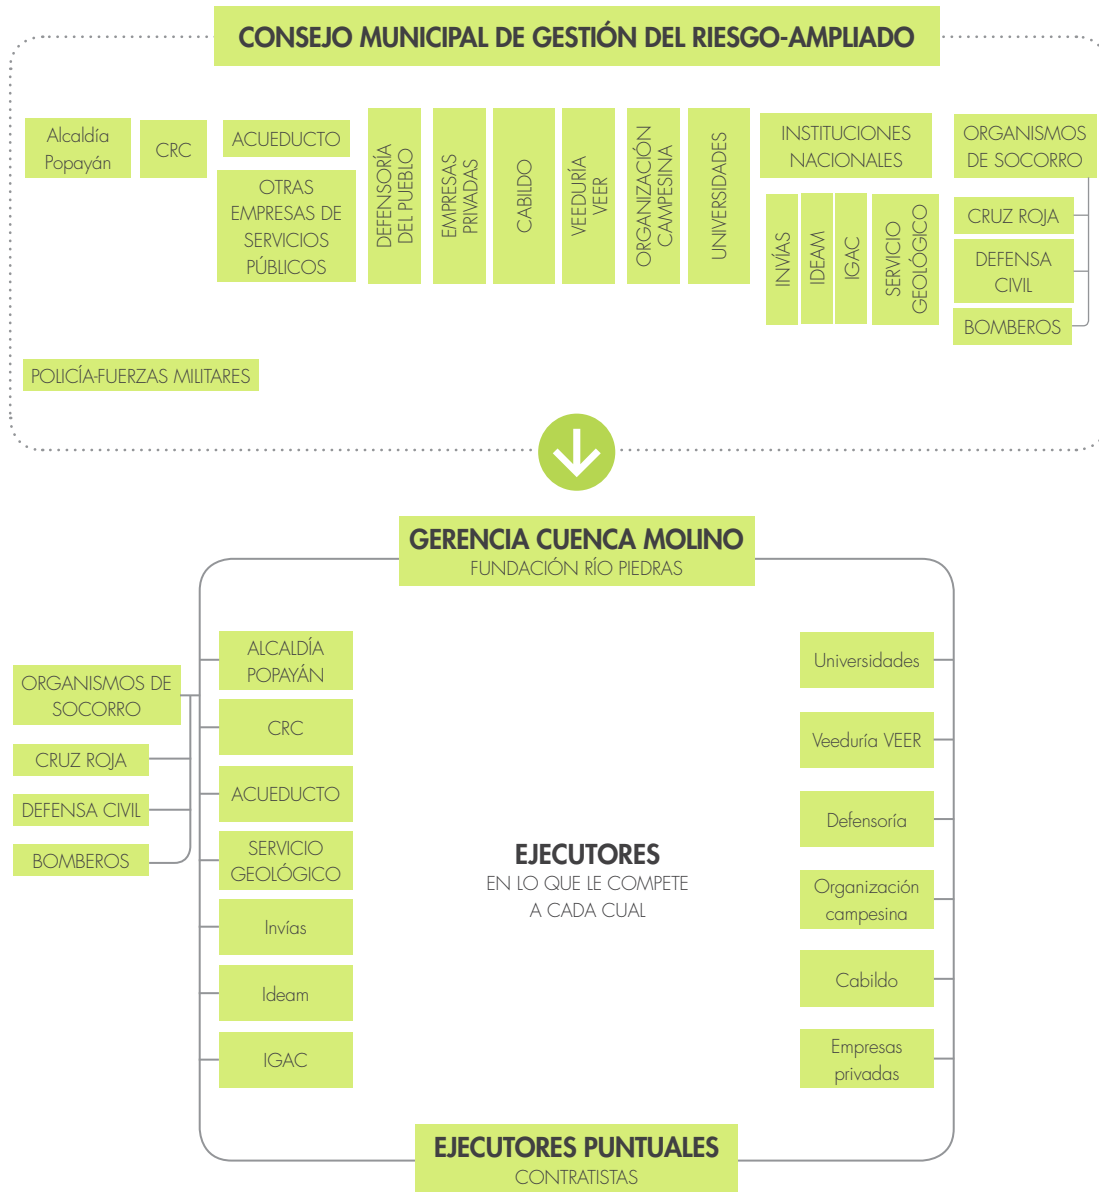 CONSEJO MUNICIPAL DE GESTIÓN DEL RIESGO-AMPLIADO
Alcaldía
Popayán
CRC
ACUEDUCTO
OTRAS
EMPRESAS DE
SERVICIOS
PÚBLICOS
DEFENSORÍA
DEL PUEBLO
EMPRESAS
PRIVADAS
CABILDO
VEEDURÍA
VEER
ORGANIZACIÓN
CAMPESINA
UNIVERSIDADES
INSTITUCIONES
NACIONALES
INVÍAS
IDEAM
IGAC
SERVICIO
GEOLÓGICO
ORGANISMOS
DE SOCORRO
CRUZ ROJA
DEFENSA
CIVIL
BOMBEROS
POLICÍA-FUERZAS MILITARES
GERENCIA CUENCA MOLINO
FUNDACIÓN RÍO PIEDRAS
ORGANISMOS DE
SOCORRO
CRUZ ROJA
DEFENSA CIVIL
BOMBEROS
ALCALDÍA
POPAYÁN
CRC
ACUEDUCTO
SERVICIO
GEOLÓGICO
Invías
Ideam
IGAC
EJECUTORES
EN LO QUE LE COMPETE
A CADA CUAL
Universidades
Veeduría VEER
Defensoría
Organización
campesina
Cabildo
Empresas
privadas
EJECUTORES PUNTUALES
CONTRATISTAS